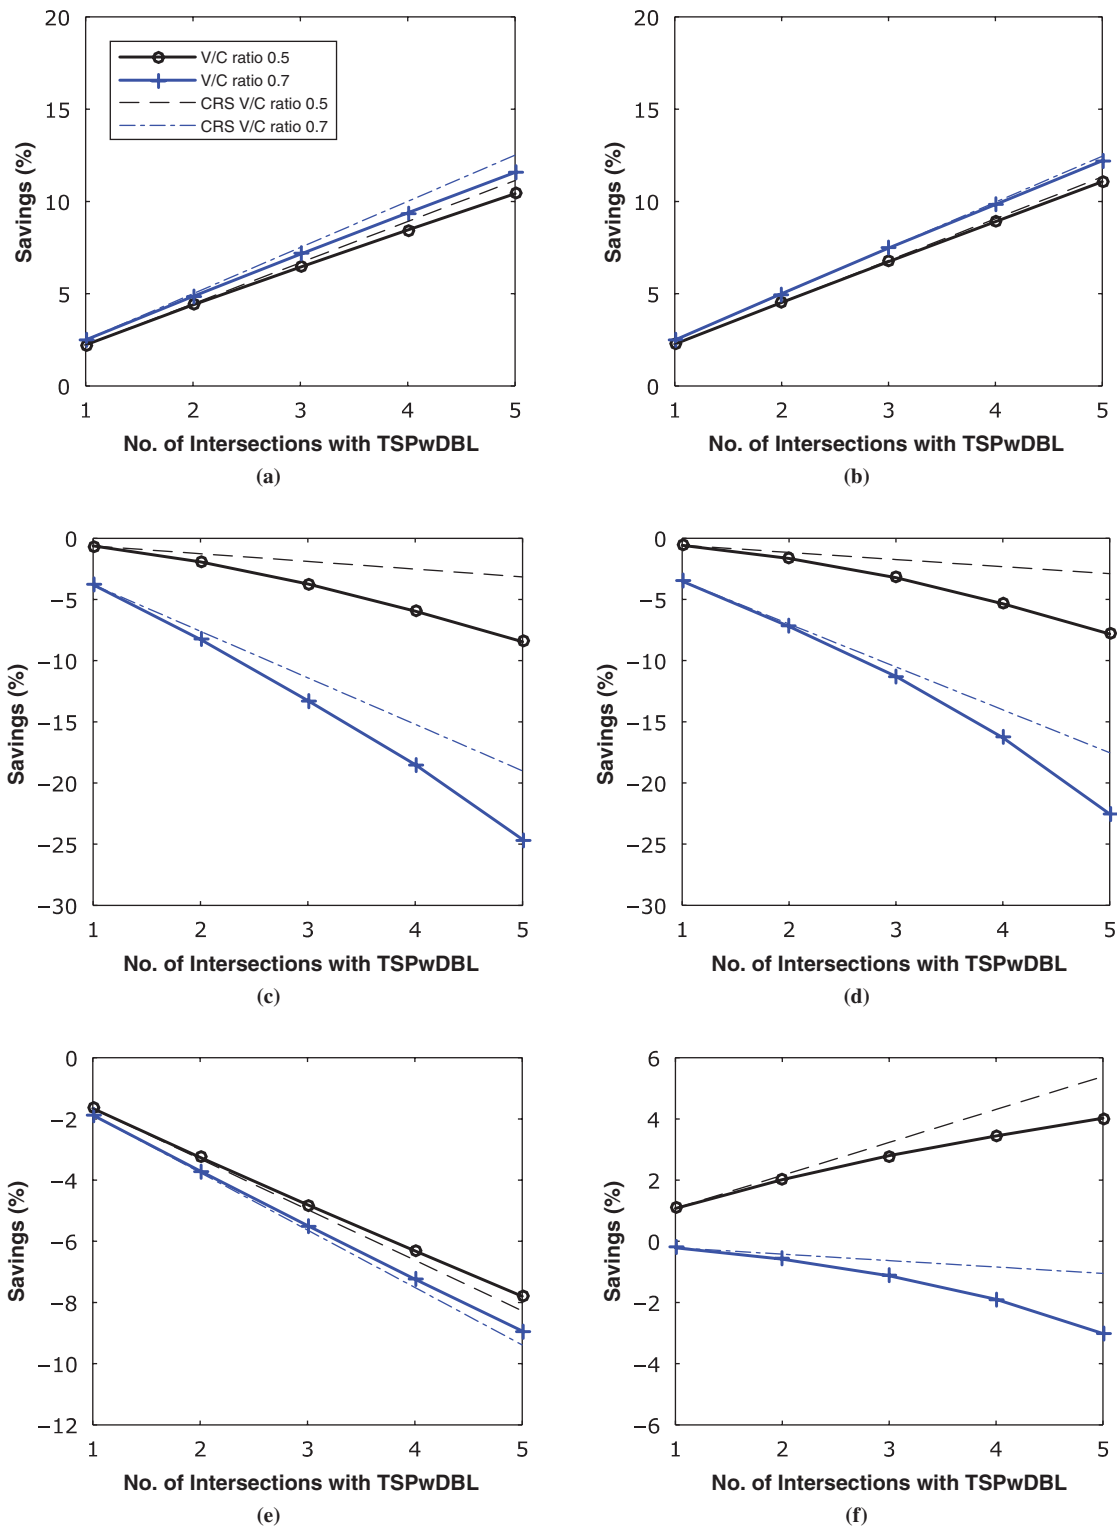 20
15
10
5
0
Savings (%)
V/C ratio 0.5
V/C ratio 0.7
CRS V/C ratio 0.5
CRS V/C ratio 0.7
1 2 3 4 5
No. of Intersections with TSPwDBL
(a)
20
15
10
5
0
Savings (%)
1 2 3 4 5
No. of Intersections with TSPwDBL
(b)
0
−5
−10
−15
−20
−25
−30
Savings (%)
1 2 3 4 5
No. of Intersections with TSPwDBL
(c)
0
−5
−10
−15
−20
−25
−30
Savings (%)
1 2 3 4 5
No. of Intersections with TSPwDBL
(d)
0
−2
−4
−6
−8
−10
−12
Savings (%)
1 2 3 4 5
No. of Intersections with TSPwDBL
(e)
6
4
2
0
−2
−4
−6
Savings (%)
1 2 3 4 5
No. of Intersections with TSPwDBL
(f)